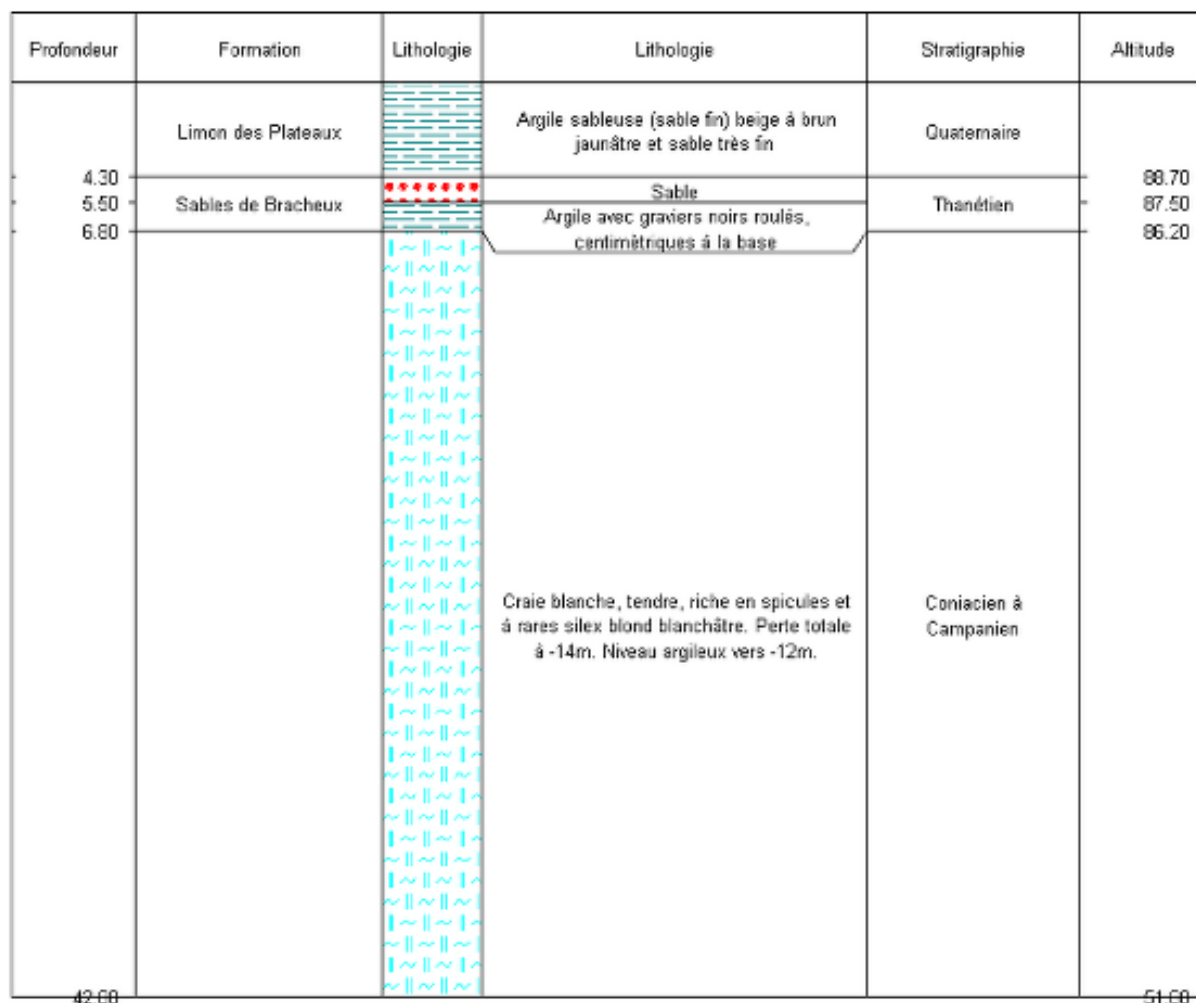 Profondeur Formation Lithologie Lithologie Stratigraphie Altitude
Argile sableuse (sable fin) beige à brun
jaunâtre et sable très fin
Limon des Plateaux
Quaternaire
4.30
88.70
Sable
5.50
87.50
Sables de Bracheux
Thanétien
Argile avec graviers noirs roulés,
centimétriques à la base
6.80
86.20
Craie blanche, tendre, riche en spicules et
à rares silex blond blanchâtre. Perte totale
à -14m. Niveau argileux vers -12m.
Coniacien à
Campanien